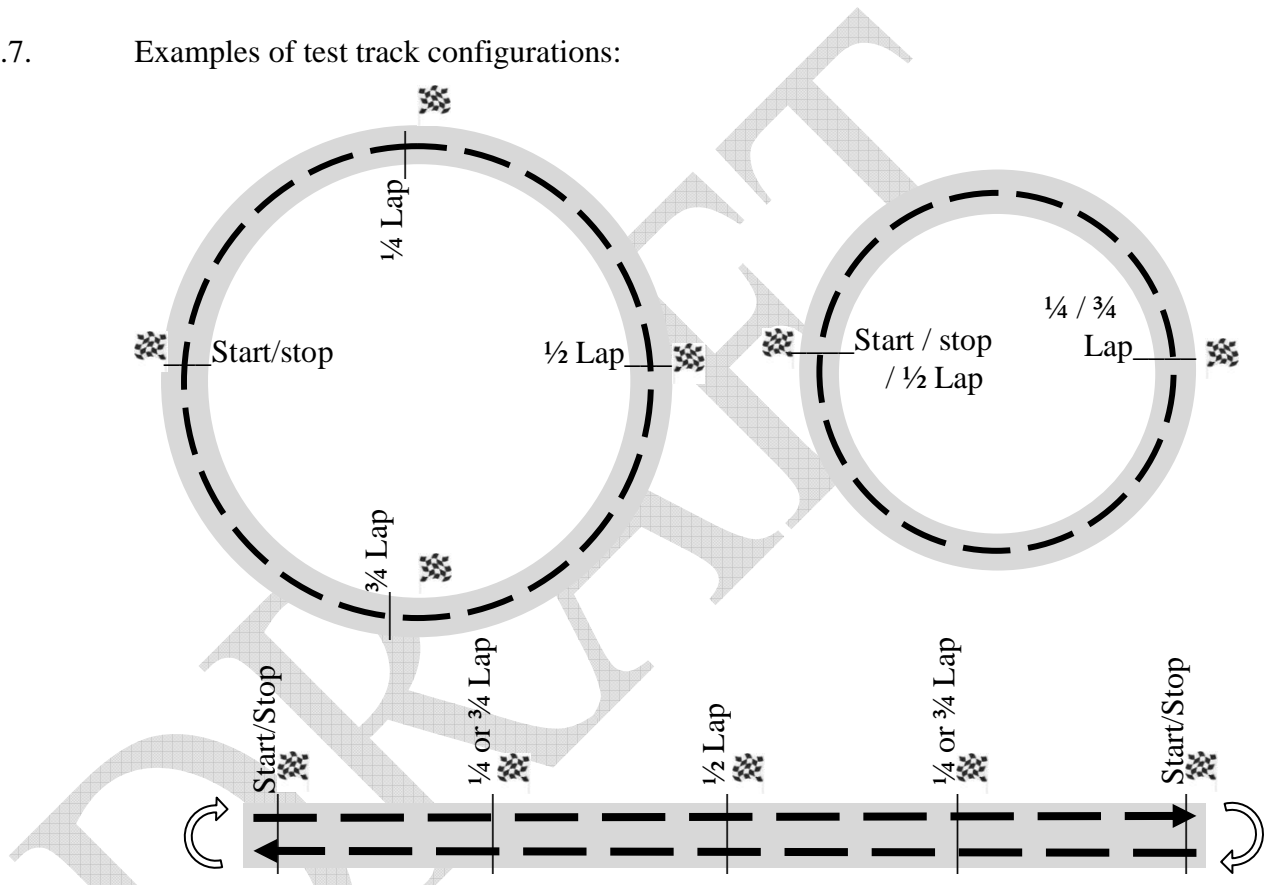 .7. Examples of test track configurations:
¼ Lap
Start/stop
½ Lap
¾ Lap
Start / stop
/ ½ Lap
¼ / ¾
Lap
Start/Stop
¼ or ¾ Lap
½ Lap
¼ or ¾ Lap
Start/Stop
DRAFT